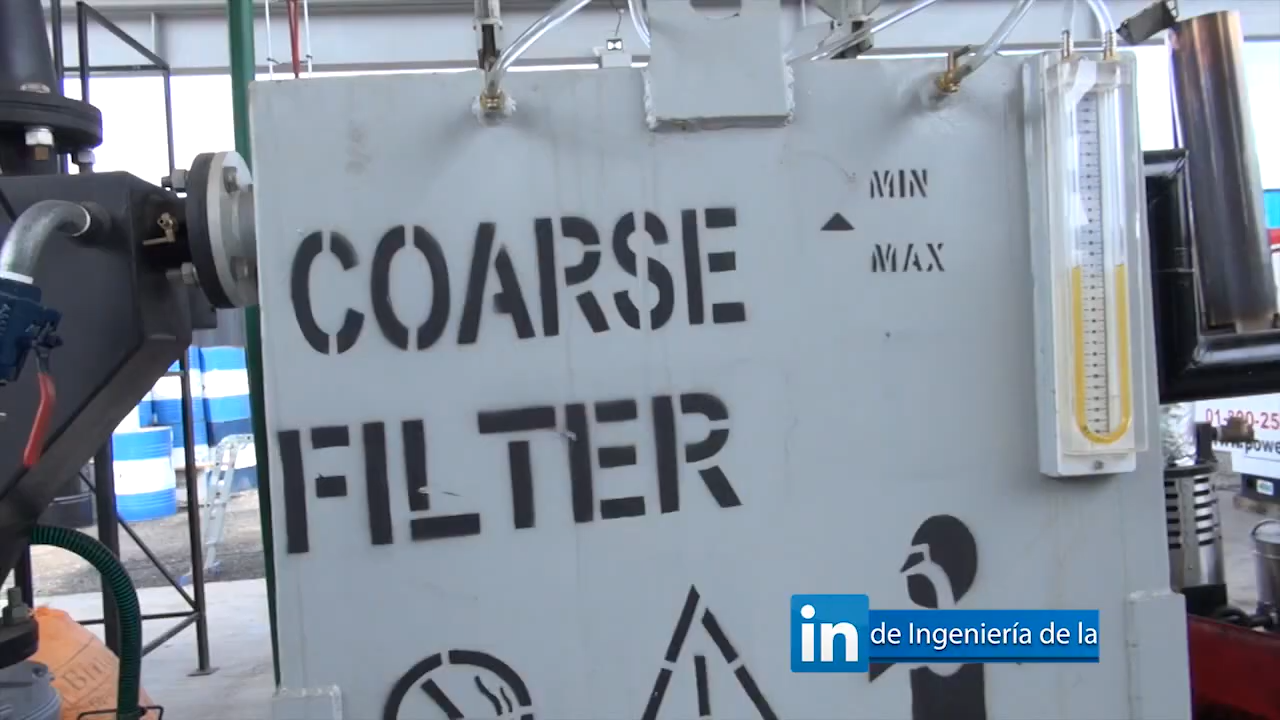 MIN
MAX
COARSE
FILTER
in de Ingeniería de la